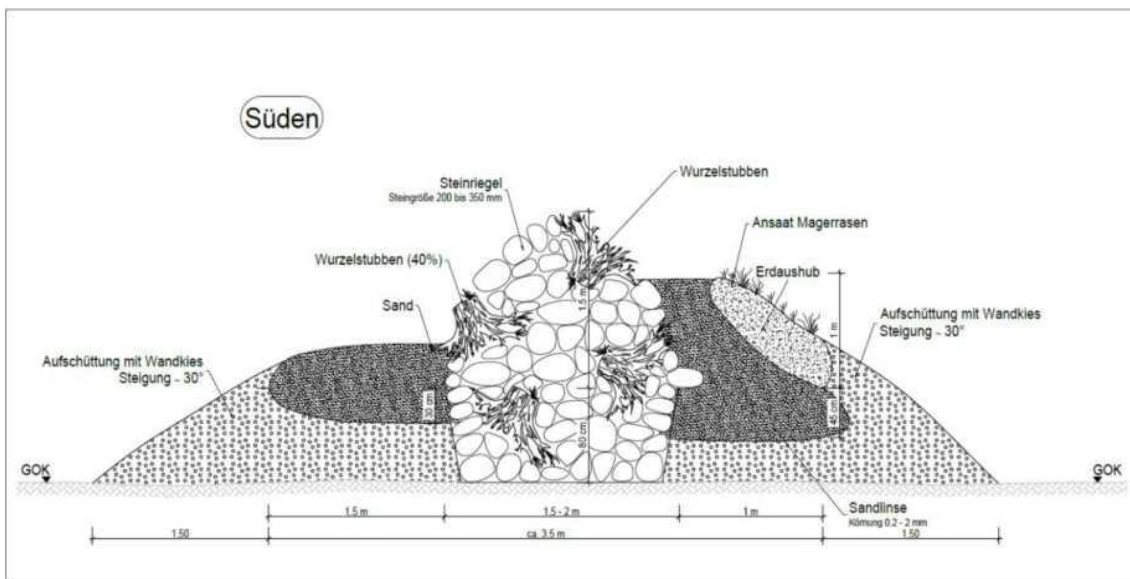 Süden
Wurzelstubben
Steinriegel
Steingröße 200 bis 350 mm
Ansaat Magerrasen
Wurzelstubben (40%)
Erdaushub
Sand
1.5 m
1 m
Aufschüttung mit Wandkies
Steigung ~ 30°
Aufschüttung mit Wandkies
Steigung ~ 30°
30 cm
45 cm
80 cm
GOK
GOK
Sandlinse
Körnung 0.2 - 2 mm
1.5 m
1.5 - 2 m
1 m
1.50
ca. 3.5 m
1.50